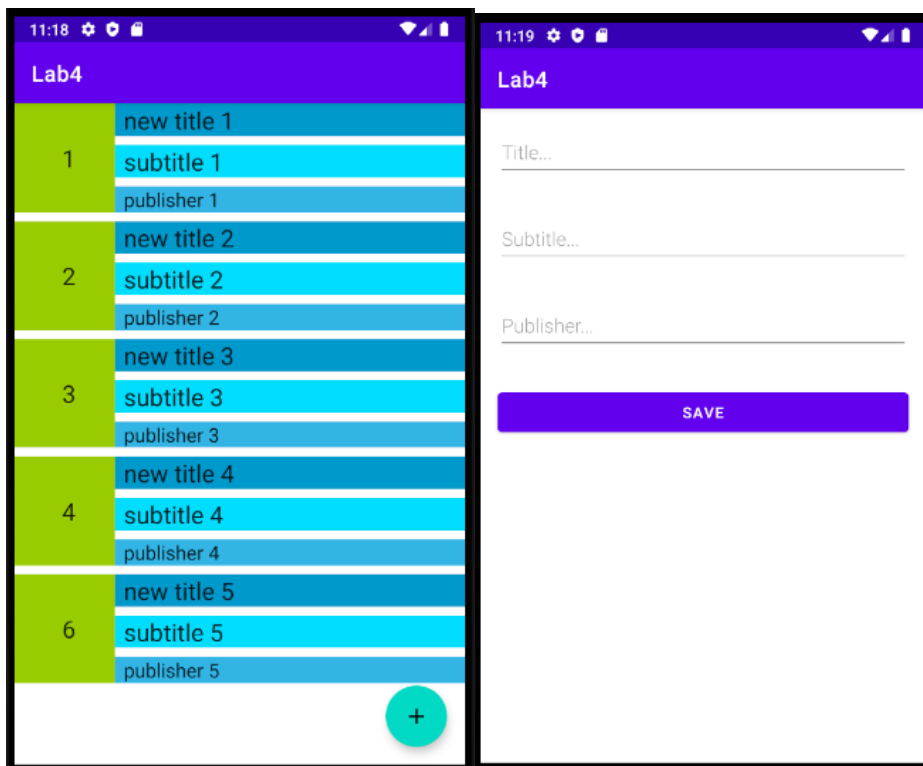 11:18
Lab4
1
new title 1
subtitle 1
publisher 1
2
new title 2
subtitle 2
publisher 2
3
new title 3
subtitle 3
publisher 3
4
new title 4
subtitle 4
publisher 4
6
new title 5
subtitle 5
publisher 5
+
11:19
Lab4
Title...
Subtitle...
Publisher...
SAVE